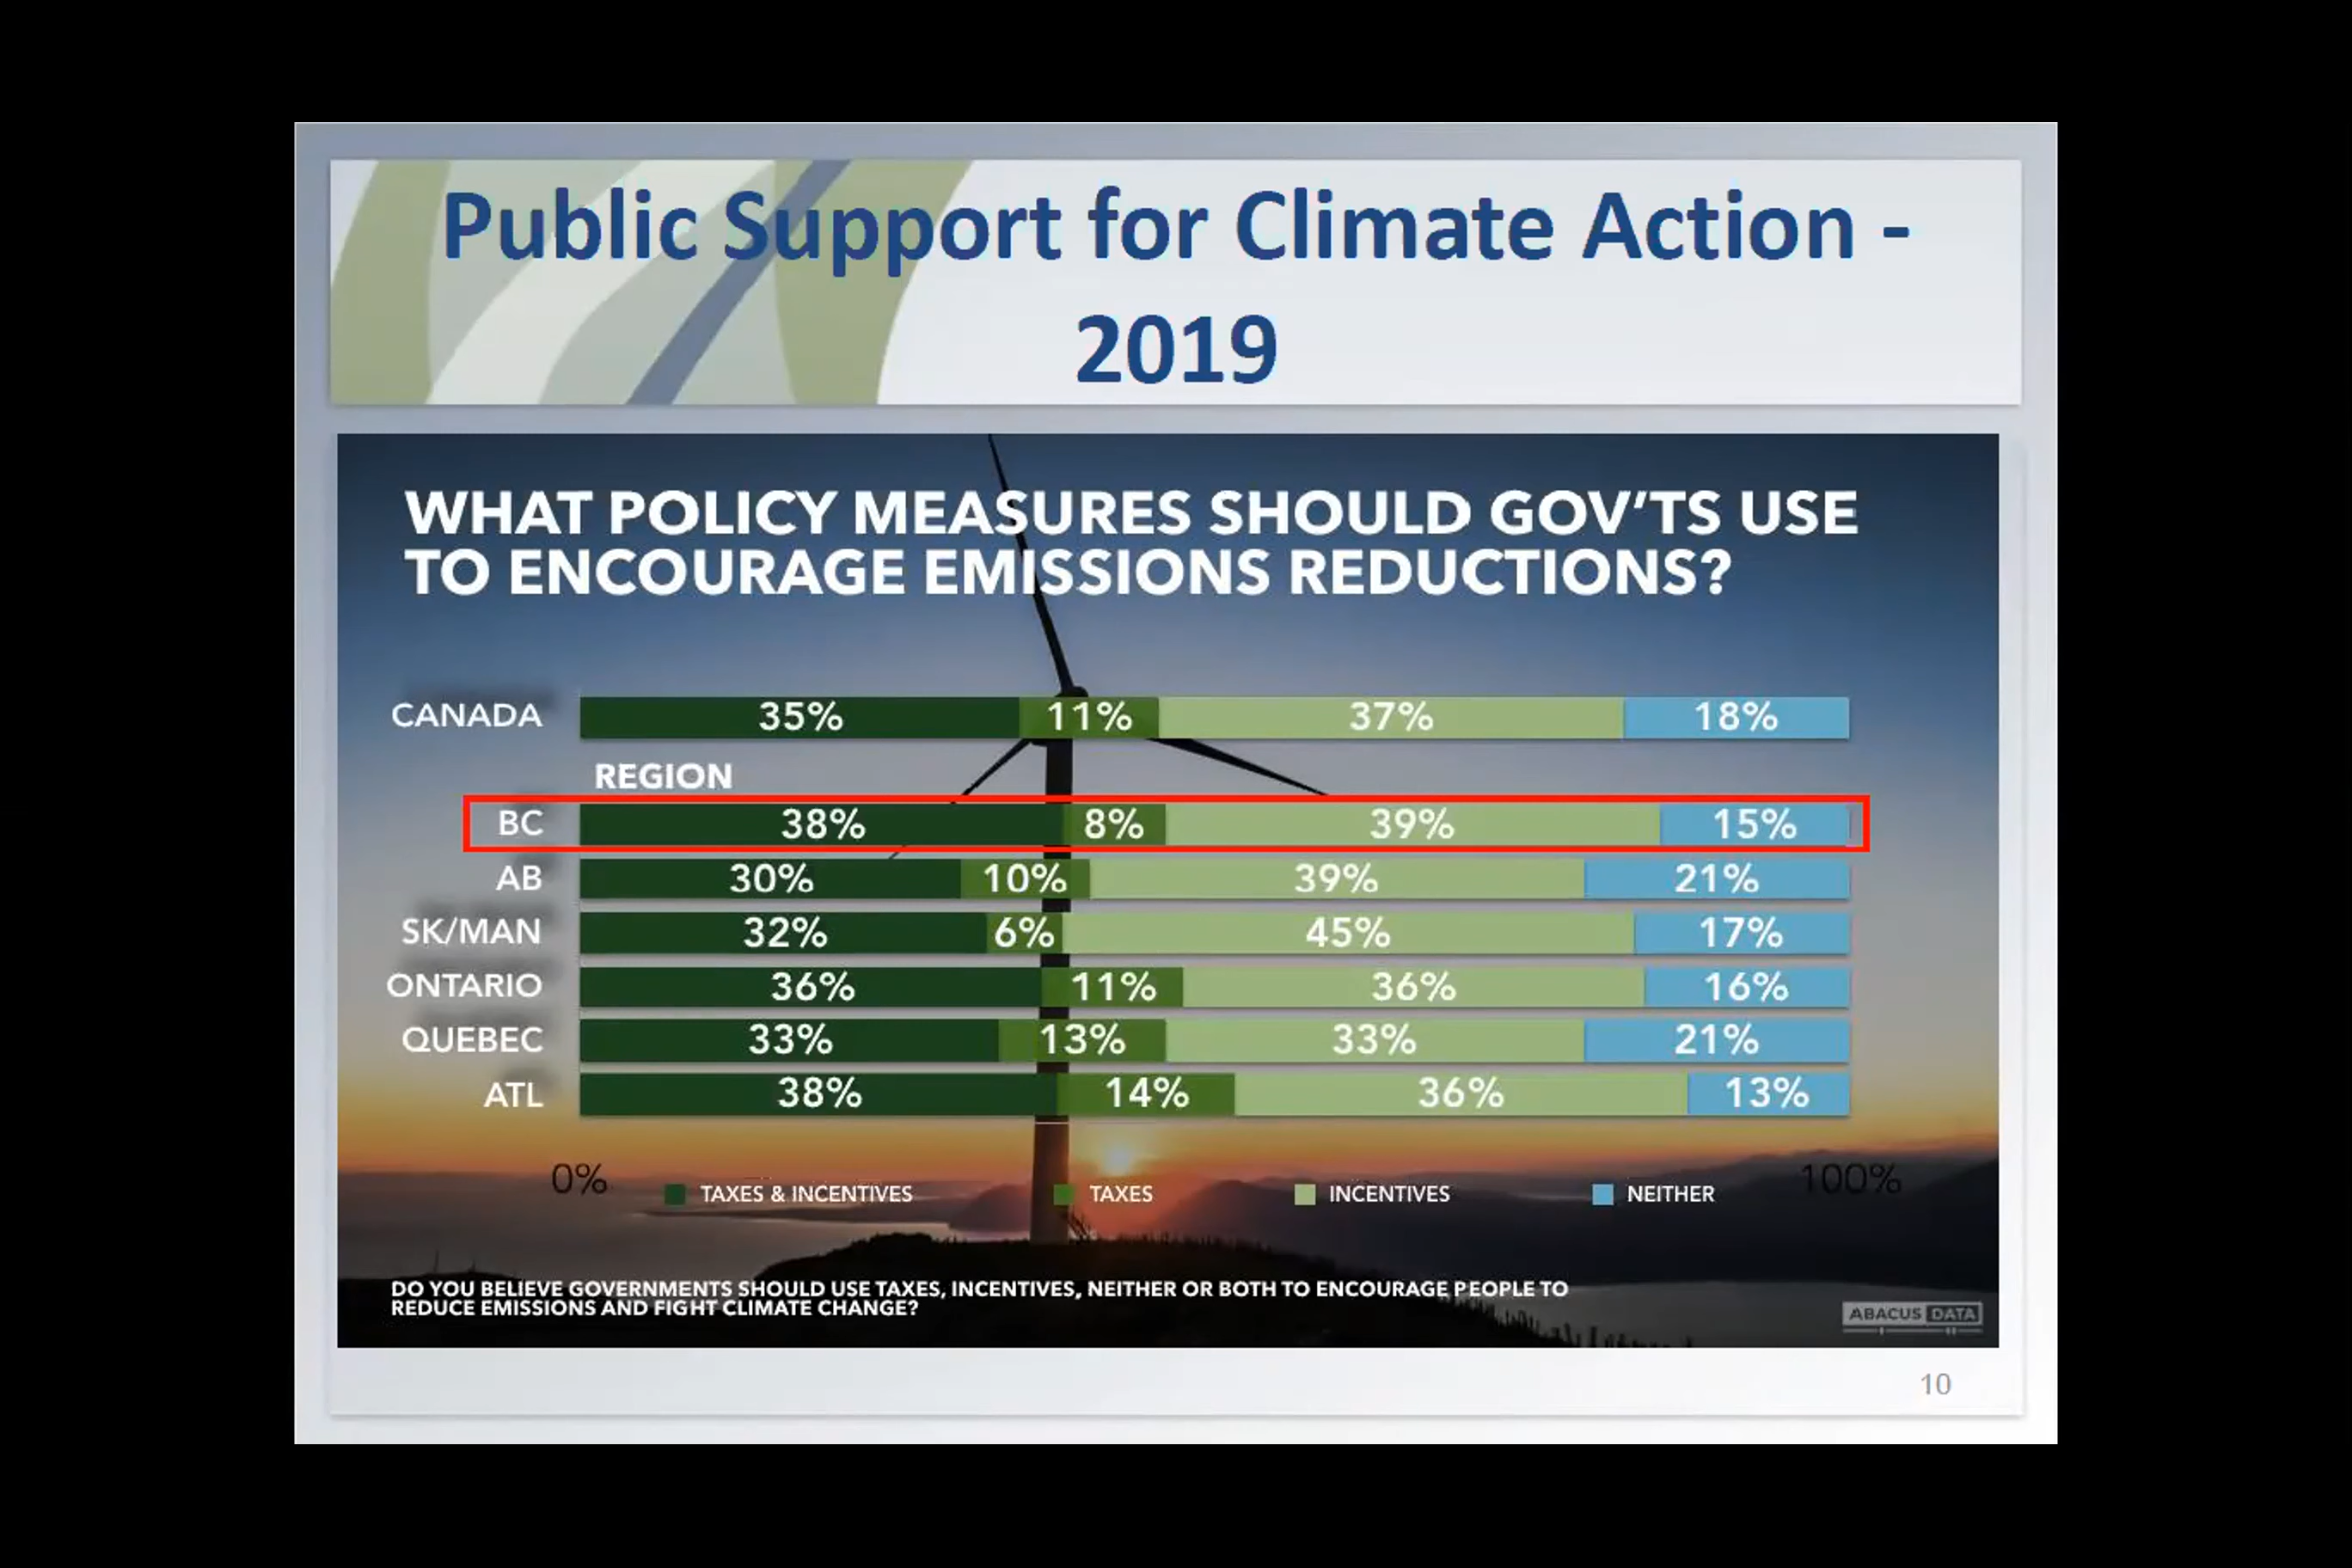 Public Support for Climate Action -
2019
WHAT POLICY MEASURES SHOULD GOV'TS USE
TO ENCOURAGE EMISSIONS REDUCTIONS?
CANADA 35% 11% 37% 18%
REGION
BC 38% 8% 39% 15%
AB 30% 10% 39% 21%
SK/MAN 32% 6% 45% 17%
ONTARIO 36% 11% 36% 16%
QUEBEC 33% 13% 33% 21%
ATL 38% 14% 36% 13%
0% TAXES & INCENTIVES TAXES INCENTIVES NEITHER 100%
DO YOU BELIEVE GOVERNMENTS SHOULD USE TAXES, INCENTIVES, NEITHER OR BOTH TO ENCOURAGE PEOPLE TO
REDUCE EMISSIONS AND FIGHT CLIMATE CHANGE?
ABACUS DATA
10